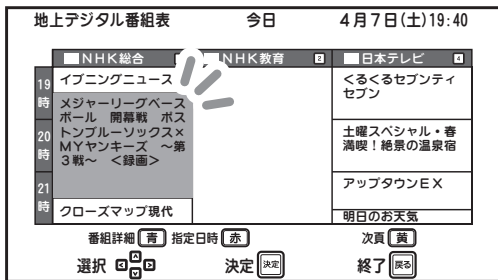 地上デジタル番組表 今日 4月7日(土)19:40
NHK総合 NHK教育 2 日本テレビ 4
19時
イブニングニュース
メジャーリーグベース
ボール 開幕戦 ボス
トンブルーソックス×
MYヤンキーズ ～第
3戦～ <録画>
クローズマップ現代
20時
21時
くるくるセブンティ
セブン
土曜スペシャル・春
満喫！絶景の温泉宿
アップタウンEX
明日のお天気
番組詳細 青 指定日時 赤 次頁 黄
選択 決定 決定 終了 戻る